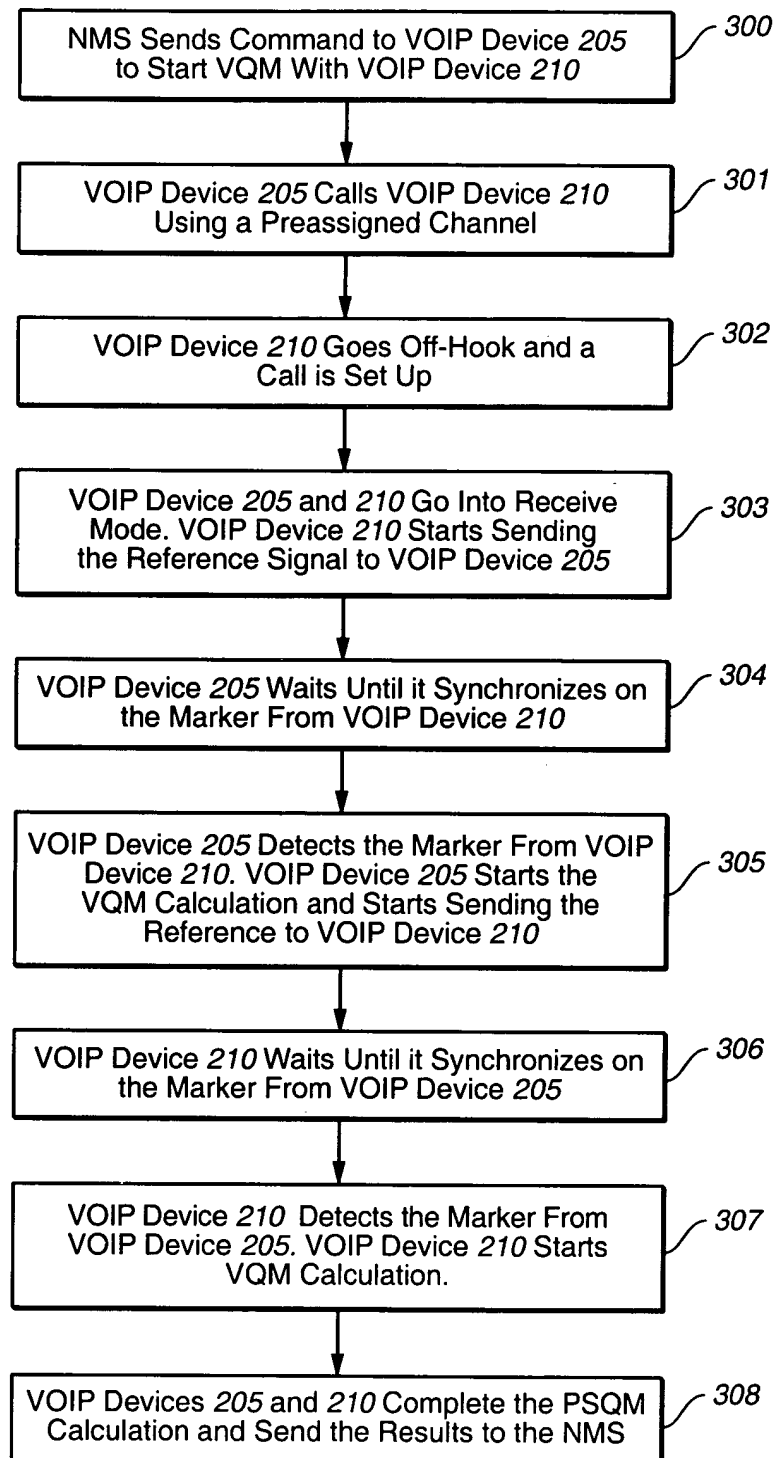 NMS Sends Command to VOIP Device 205
to Start VQM With VOIP Device 210
300
VOIP Device 205 Calls VOIP Device 210
Using a Preassigned Channel
301
VOIP Device 210 Goes Off-Hook and a
Call is Set Up
302
VOIP Device 205 and 210 Go Into Receive
Mode. VOIP Device 210 Starts Sending
the Reference Signal to VOIP Device 205
303
VOIP Device 205 Waits Until it Synchronizes on
the Marker From VOIP Device 210
304
VOIP Device 205 Detects the Marker From VOIP
Device 210. VOIP Device 205 Starts the
VQM Calculation and Starts Sending the
Reference to VOIP Device 210
305
VOIP Device 210 Waits Until it Synchronizes on
the Marker From VOIP Device 205
306
VOIP Device 210 Detects the Marker From
VOIP Device 205. VOIP Device 210 Starts
VQM Calculation.
307
VOIP Devices 205 and 210 Complete the PSQM
Calculation and Send the Results to the NMS
308